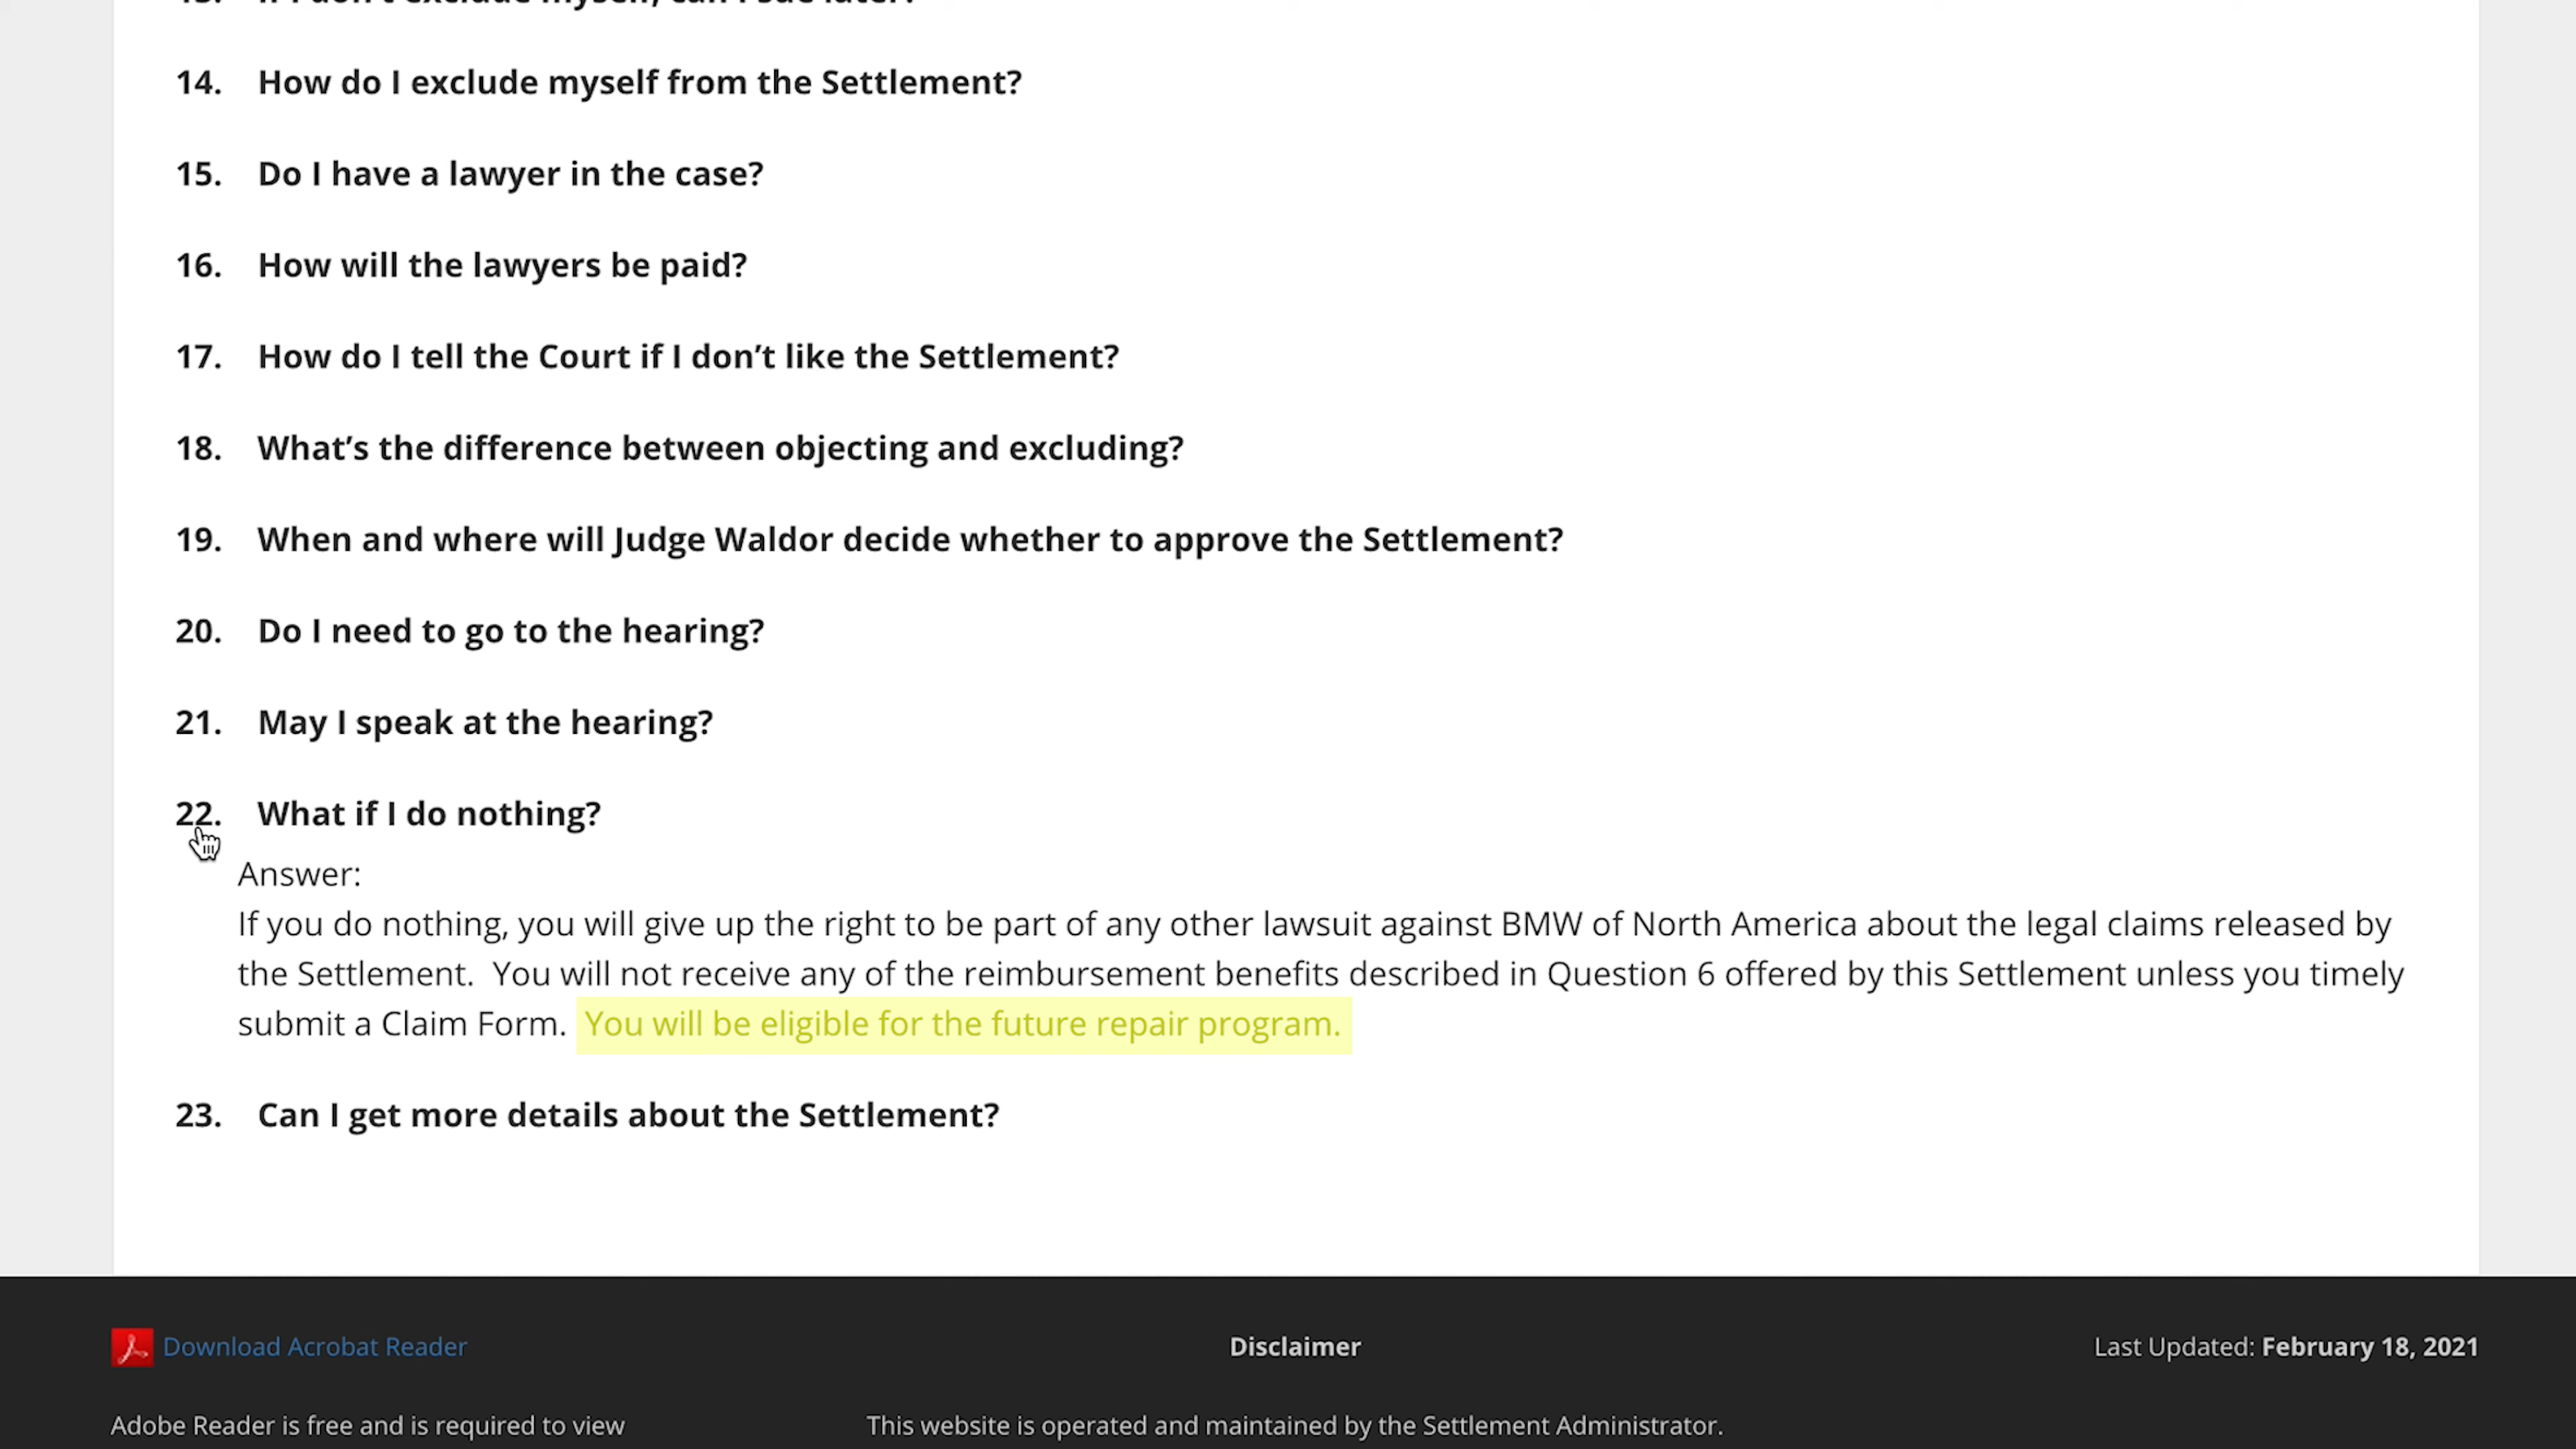 13. If I don't exclude myself, can I sue later?
14. How do I exclude myself from the Settlement?
15. Do I have a lawyer in the case?
16. How will the lawyers be paid?
17. How do I tell the Court if I don’t like the Settlement?
18. What’s the difference between objecting and excluding?
19. When and where will Judge Waldor decide whether to approve the Settlement?
20. Do I need to go to the hearing?
21. May I speak at the hearing?
22. What if I do nothing?
Answer:
If you do nothing, you will give up the right to be part of any other lawsuit against BMW of North America about the legal claims released by
the Settlement. You will not receive any of the reimbursement benefits described in Question 6 offered by this Settlement unless you timely
submit a Claim Form. You will be eligible for the future repair program.
23. Can I get more details about the Settlement?
Download Acrobat Reader
Disclaimer
Last Updated: February 18, 2021
Adobe Reader is free and is required to view
This website is operated and maintained by the Settlement Administrator.